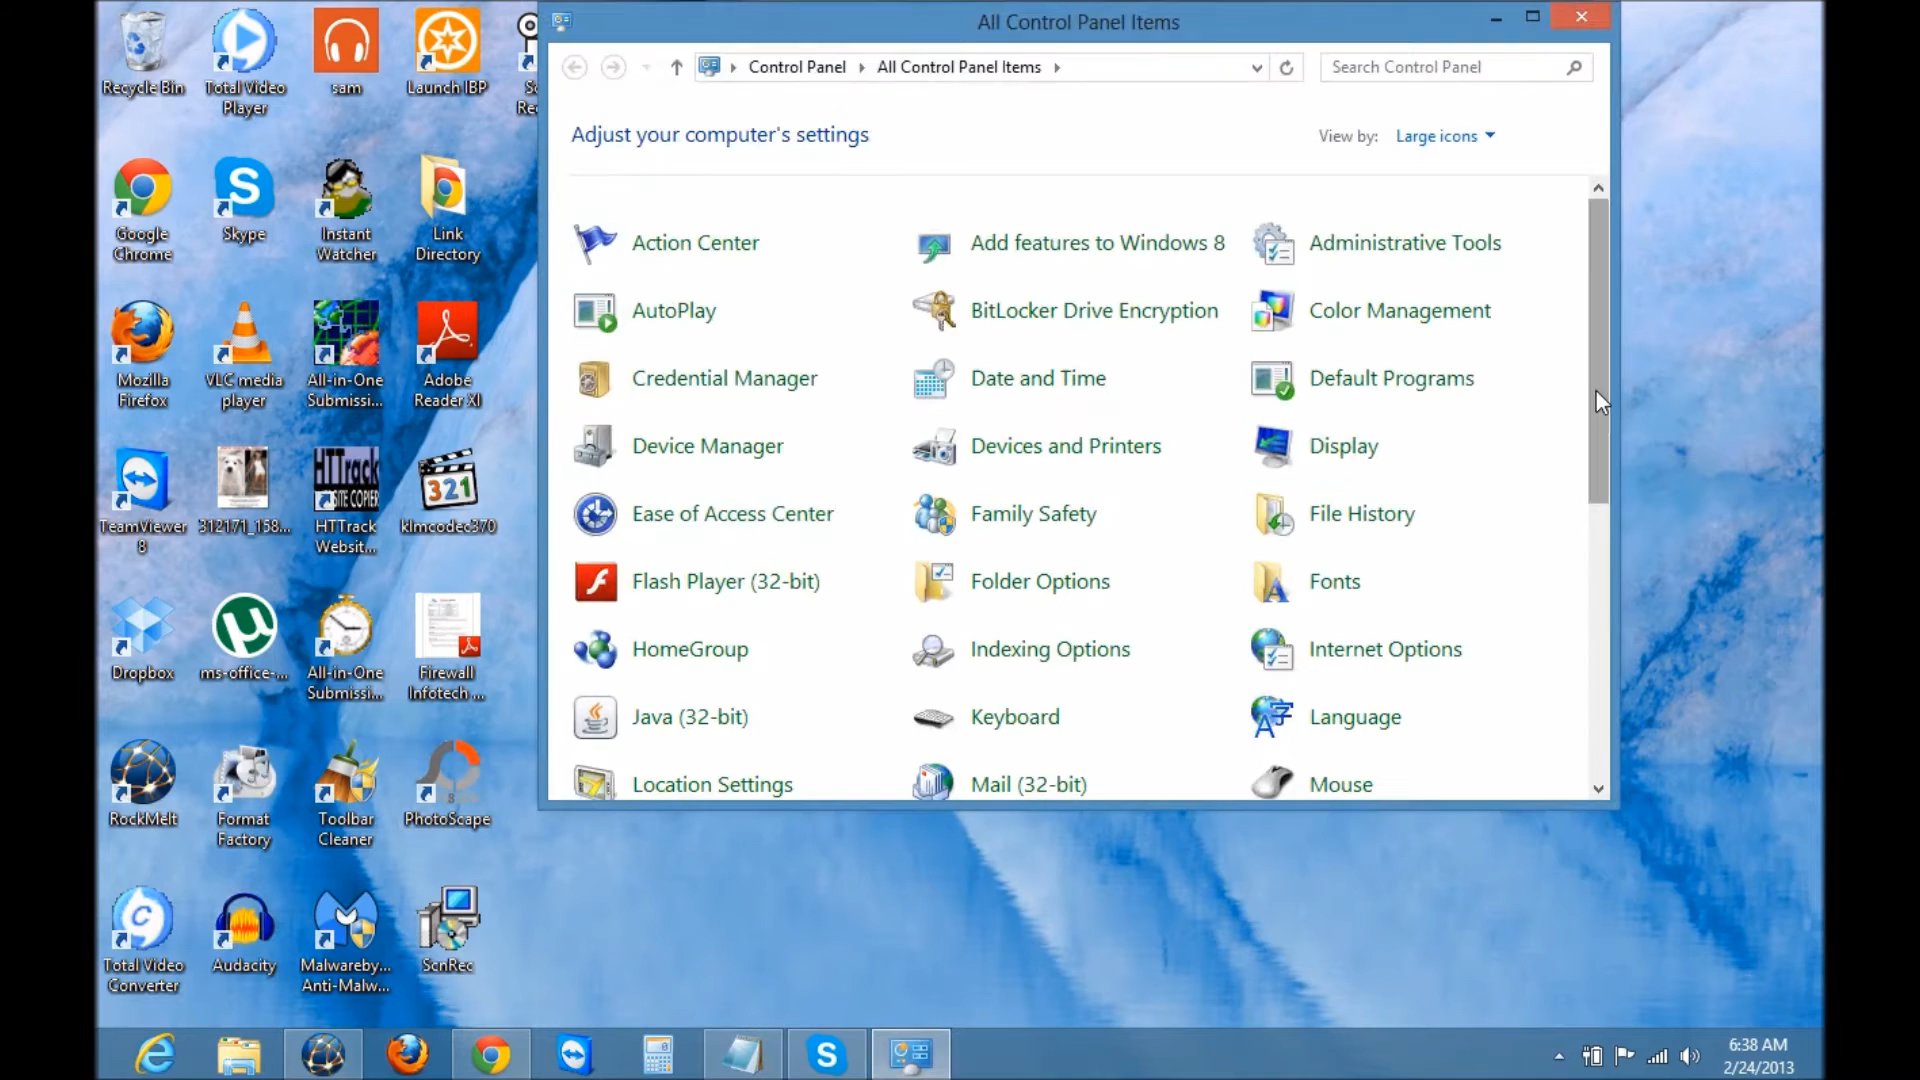 Recycle Bin
Total Video
Player
sam
Launch IBP
Google
Chrome
Skype
Instant
Watcher
Link
Directory
Mozilla
Firefox
VLC media
player
All-in-One
Submissi...
Adobe
Reader XI
TeamViewer
8
312171_158...
HTTrack
Websit...
klmcodec370
321
Dropbox
ms-office-...
All-in-One
Submissi...
Firewall
Infotech ...
RockMelt
Format
Factory
Toolbar
Cleaner
PhotoScape
Total Video
Converter
Audacity
Malwareby...
Anti-Malw...
ScnRec
All Control Panel Items
Control Panel
All Control Panel Items
Search Control Panel
Adjust your computer's settings
View by: Large icons
Action Center
Add features to Windows 8
Administrative Tools
AutoPlay
BitLocker Drive Encryption
Color Management
Credential Manager
Date and Time
Default Programs
Device Manager
Devices and Printers
Display
Ease of Access Center
Family Safety
File History
Flash Player (32-bit)
Folder Options
Fonts
HomeGroup
Indexing Options
Internet Options
Java (32-bit)
Keyboard
Language
Location Settings
Mail (32-bit)
Mouse
6:38 AM
2/24/2013